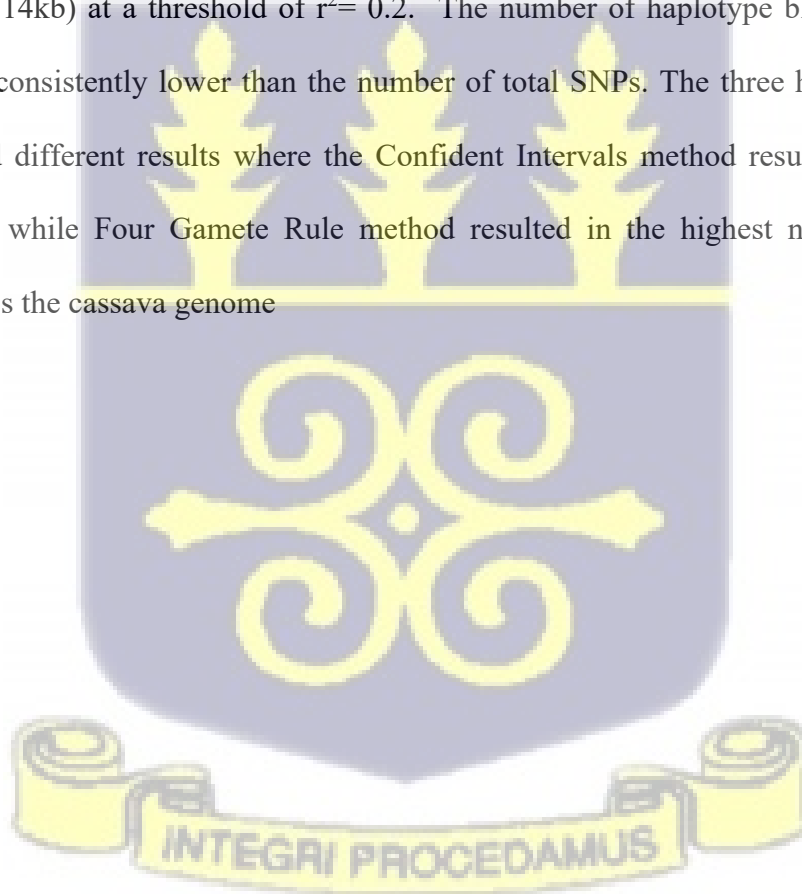 14kb) at a threshold of r²= 0.2. The number of haplotype b
consistently lower than the number of total SNPs. The three h
l different results where the Confident Intervals method resu
while Four Gamete Rule method resulted in the highest n
s the cassava genome
INTEGRI PROCEDAMUS